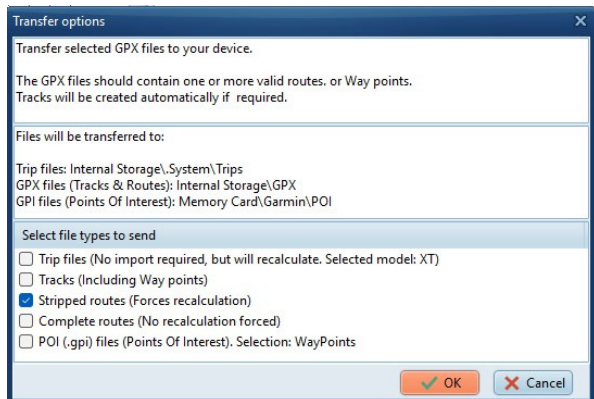 Transfer options
Transfer selected GPX files to your device.
The GPX files should contain one or more valid routes. or Way points.
Tracks will be created automatically if required.
Files will be transferred to:
Trip files: Internal Storage\.System\Trips
GPX files (Tracks & Routes): Internal Storage\GPX
GPI files (Points Of Interest): Memory Card\Garmin\POI
Select file types to send
Trip files (No import required, but will recalculate. Selected model: XT)
Tracks (Including Way points)
Stripped routes (Forces recalculation)
Complete routes (No recalculation forced)
POI (.gpi) files (Points Of Interest). Selection: WayPoints
OK Cancel